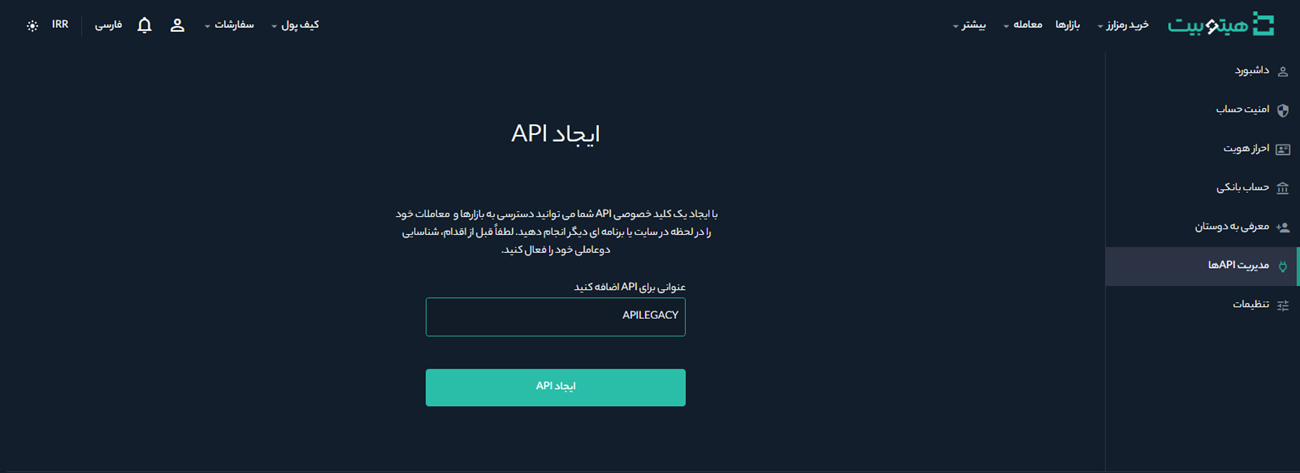 هیتوبیت
خرید رمزارز
بازارها
معامله
بیشتر
کیف پول
سفارشات
فارسی
IRR
داشبورد
امنیت حساب
احراز هویت
حساب بانکی
معرفی به دوستان
مدیریت APIها
تنظیمات
ایجاد API
با ایجاد یک کلید خصوصی API شما می توانید دسترسی به بازارها و معاملات خود
را در لحظه در سایت یا برنامه ای دیگر انجام دهید. لطفاً قبل از اقدام، شناسایی
دوعاملی خود را فعال کنید.
عنوانی برای API اضافه کنید
APILEGACY
ایجاد API